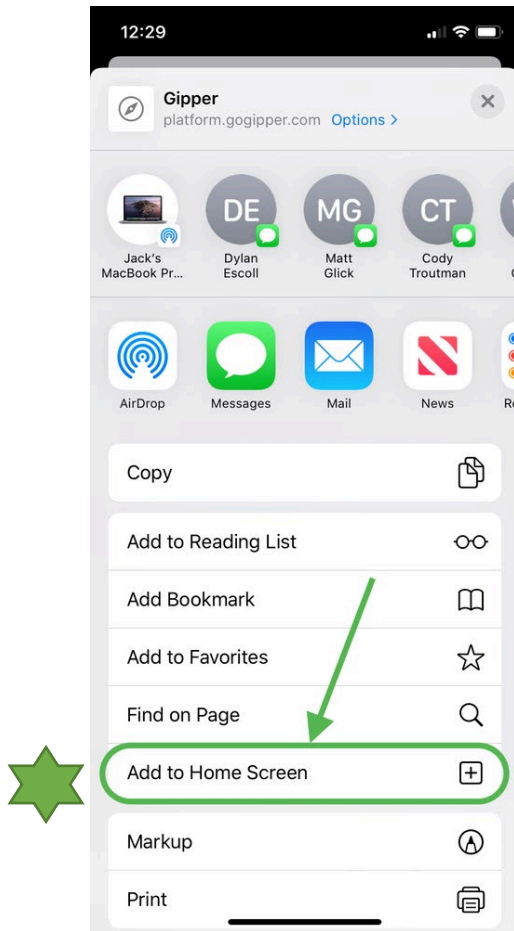 12:29
Gipper
platform.gogipper.com Options >
DE
MG
CT
Jack's
MacBook Pr...
Dylan
Escoll
Matt
Glick
Cody
Troutman
AirDrop
Messages
Mail
News
Copy
Add to Reading List
Add Bookmark
Add to Favorites
Find on Page
Add to Home Screen
Markup
Print